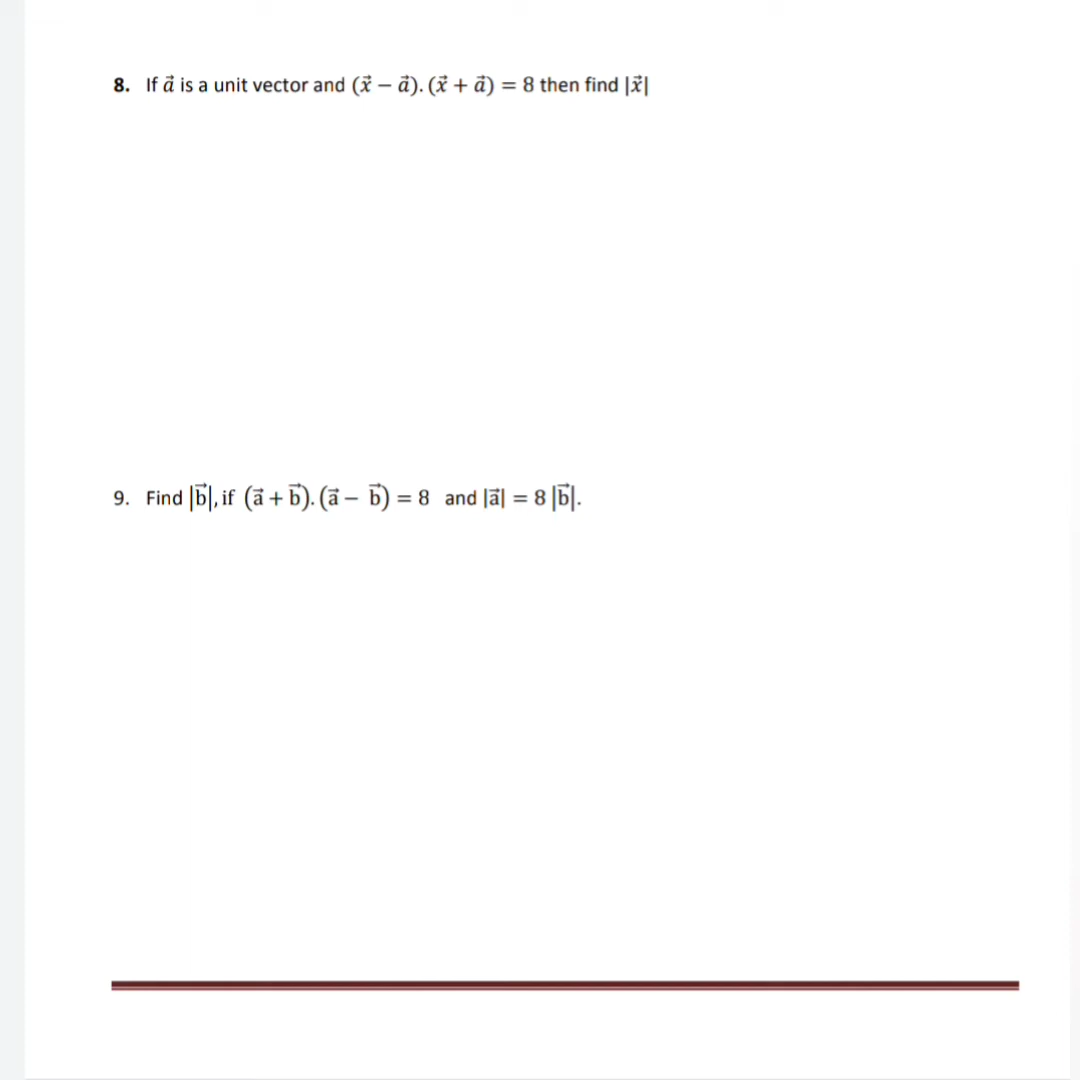 8. If a⃗ is a unit vector and (x⃗ − a⃗). (x⃗ + a⃗) = 8 then find |x⃗|
9. Find |b⃗|, if (a⃗ + b⃗). (a⃗ − b⃗) = 8 and |a⃗| = 8 |b⃗|.